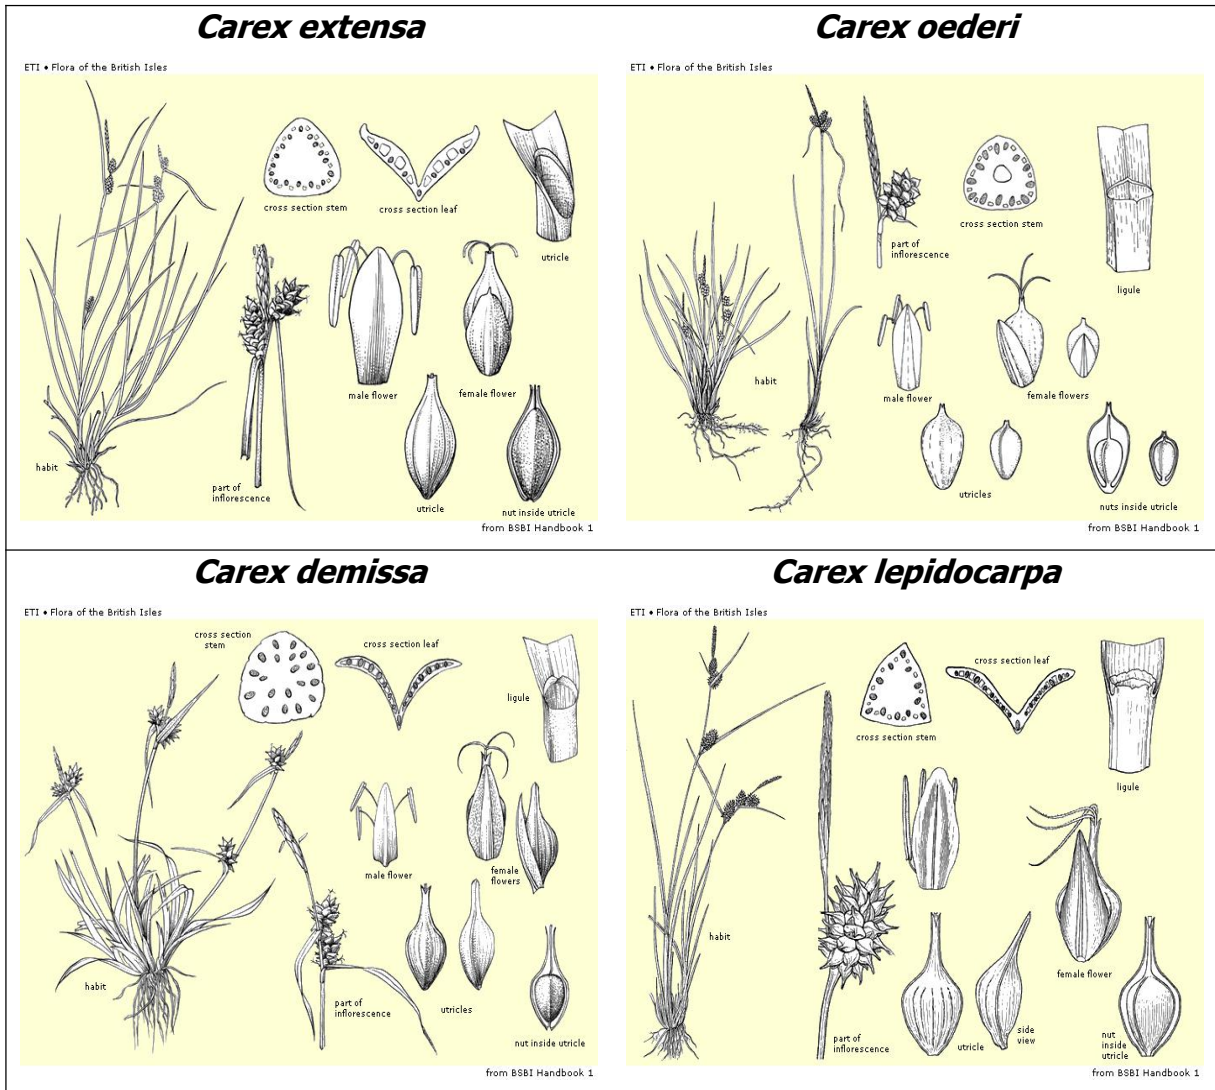 Carex extensa
ETI ♦ Flora of the British Isles
cross section stem
cross section leaf
utricle
male flower
female flower
habit
part of
inflorescence
utricle
nut inside utricle
from BSBI Handbook 1
Carex oederi
ETI ♦ Flora of the British Isles
part of
inflorescence
cross section stem
ligule
habit
male flower
female flowers
utricles
nuts inside utricle
from BSBI Handbook 1
Carex demissa
ETI ♦ Flora of the British Isles
cross section
stem
cross section leaf
ligule
male flower
female
flowers
habit
part of
inflorescence
utricles
nut inside utricle
from BSBI Handbook 1
Carex lepidocarpa
ETI ♦ Flora of the British Isles
cross section stem
cross section leaf
ligule
habit
female flower
part of
inflorescence
utricle
side
view
nut
inside
utricle
from BSBI Handbook 1